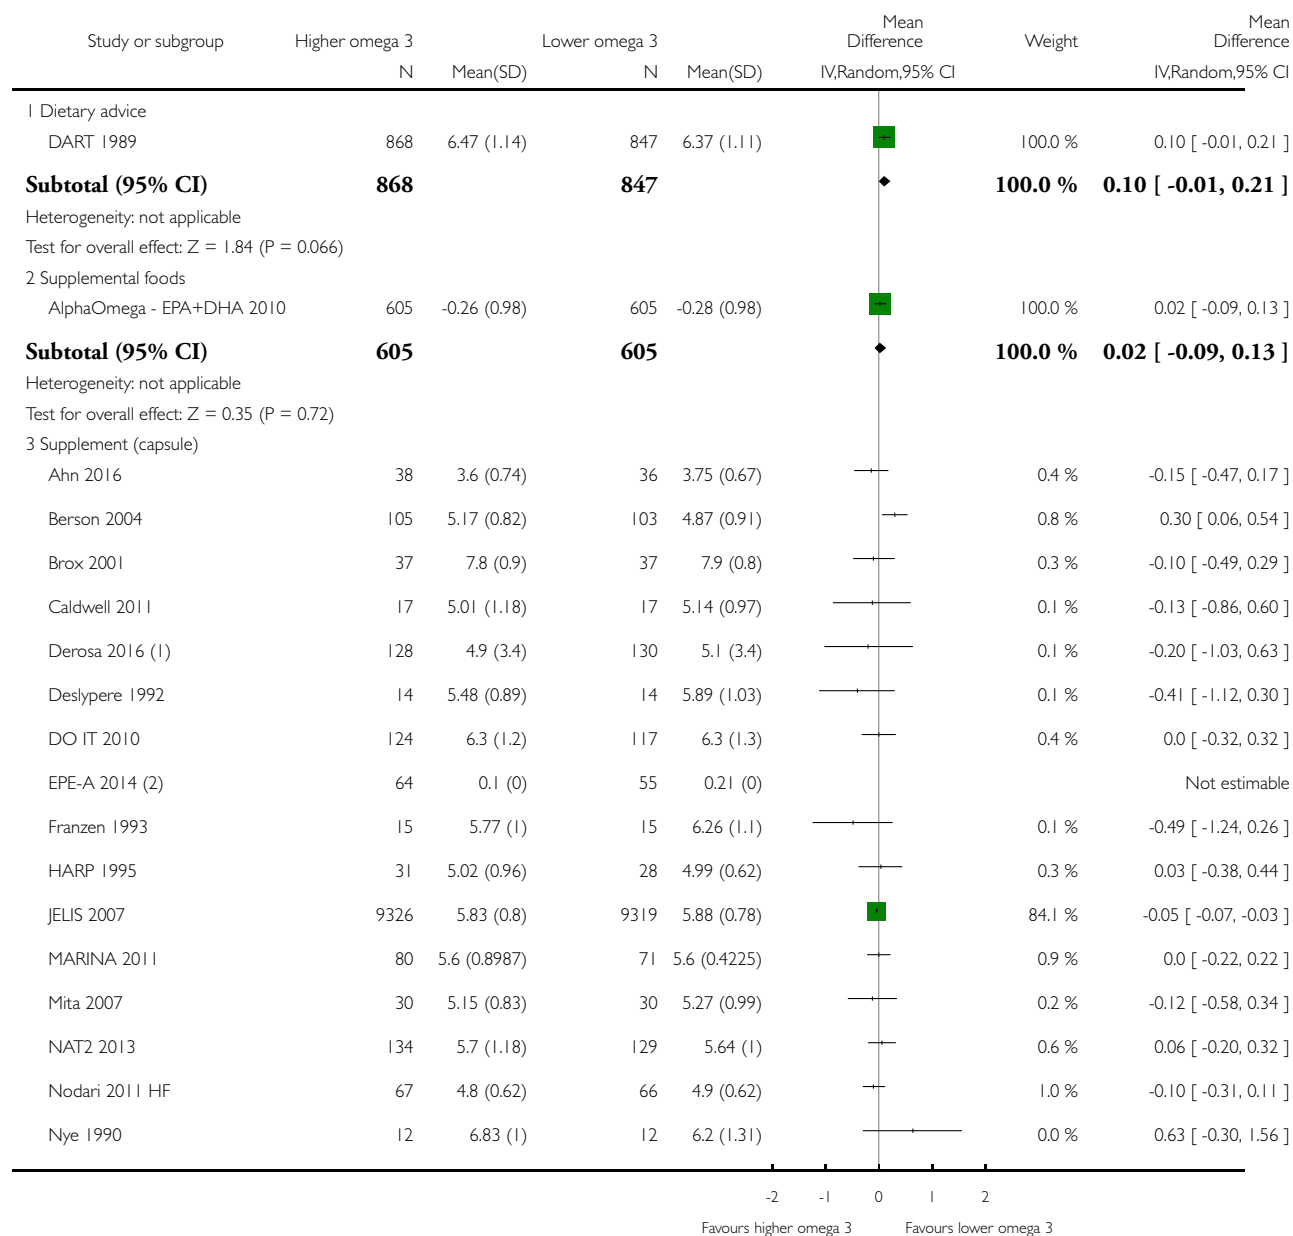 Mean Mean
Study or subgroup Higher omega 3 Lower omega 3 Difference Weight Difference
N Mean(SD) N Mean(SD) IV,Random,95% CI IV,Random,95% CI
1 Dietary advice
DART 1989 868 6.47 (1.14) 847 6.37 (1.11) 100.0 % 0.10 [ -0.01, 0.21 ]
Subtotal (95% CI) 868 847 100.0 % 0.10 [ -0.01, 0.21 ]
Heterogeneity: not applicable
Test for overall effect: Z = 1.84 (P = 0.066)
2 Supplemental foods
AlphaOmega - EPA+DHA 2010 605 -0.26 (0.98) 605 -0.28 (0.98) 100.0 % 0.02 [ -0.09, 0.13 ]
Subtotal (95% CI) 605 605 100.0 % 0.02 [ -0.09, 0.13 ]
Heterogeneity: not applicable
Test for overall effect: Z = 0.35 (P = 0.72)
3 Supplement (capsule)
Ahn 2016 38 3.6 (0.74) 36 3.75 (0.67) 0.4 % -0.15 [ -0.47, 0.17 ]
Berson 2004 105 5.17 (0.82) 103 4.87 (0.91) 0.8 % 0.30 [ 0.06, 0.54 ]
Brox 2001 37 7.8 (0.9) 37 7.9 (0.8) 0.3 % -0.10 [ -0.49, 0.29 ]
Caldwell 2011 17 5.01 (1.18) 17 5.14 (0.97) 0.1 % -0.13 [ -0.86, 0.60 ]
Derosa 2016 (1) 128 4.9 (3.4) 130 5.1 (3.4) 0.1 % -0.20 [ -1.03, 0.63 ]
Deslypere 1992 14 5.48 (0.89) 14 5.89 (1.03) 0.1 % -0.41 [ -1.12, 0.30 ]
DO IT 2010 124 6.3 (1.2) 117 6.3 (1.3) 0.4 % 0.0 [ -0.32, 0.32 ]
EPE-A 2014 (2) 64 0.1 (0) 55 0.21 (0) Not estimable
Franzen 1993 15 5.77 (1) 15 6.26 (1.1) 0.1 % -0.49 [ -1.24, 0.26 ]
HARP 1995 31 5.02 (0.96) 28 4.99 (0.62) 0.3 % 0.03 [ -0.38, 0.44 ]
JELIS 2007 9326 5.83 (0.8) 9319 5.88 (0.78) 84.1 % -0.05 [ -0.07, -0.03 ]
MARINA 2011 80 5.6 (0.8987) 71 5.6 (0.4225) 0.9 % 0.0 [ -0.22, 0.22 ]
Mita 2007 30 5.15 (0.83) 30 5.27 (0.99) 0.2 % -0.12 [ -0.58, 0.34 ]
NAT2 2013 134 5.7 (1.18) 129 5.64 (1) 0.6 % 0.06 [ -0.20, 0.32 ]
Nodari 2011 HF 67 4.8 (0.62) 66 4.9 (0.62) 1.0 % -0.10 [ -0.31, 0.11 ]
Nye 1990 12 6.83 (1) 12 6.2 (1.31) 0.0 % 0.63 [ -0.30, 1.56 ]
-2 -1 0 1 2
Favours higher omega 3 Favours lower omega 3